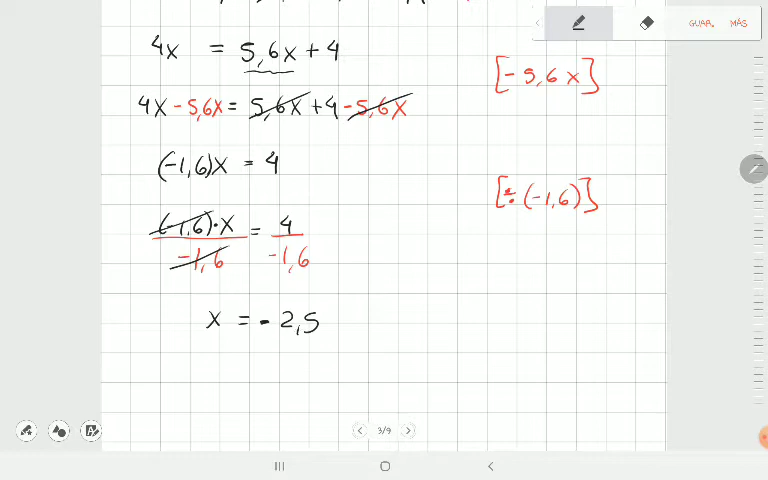 GUAR. MÁS
4x = 5,6x + 4
[- 5,6 x]
4x - 5,6x = 5,6x + 4 - 5,6x
(-1,6)x = 4
[÷ (-1,6)]
(-1,6)·x = 4
-1,6 -1,6
x = - 2,5
3/9